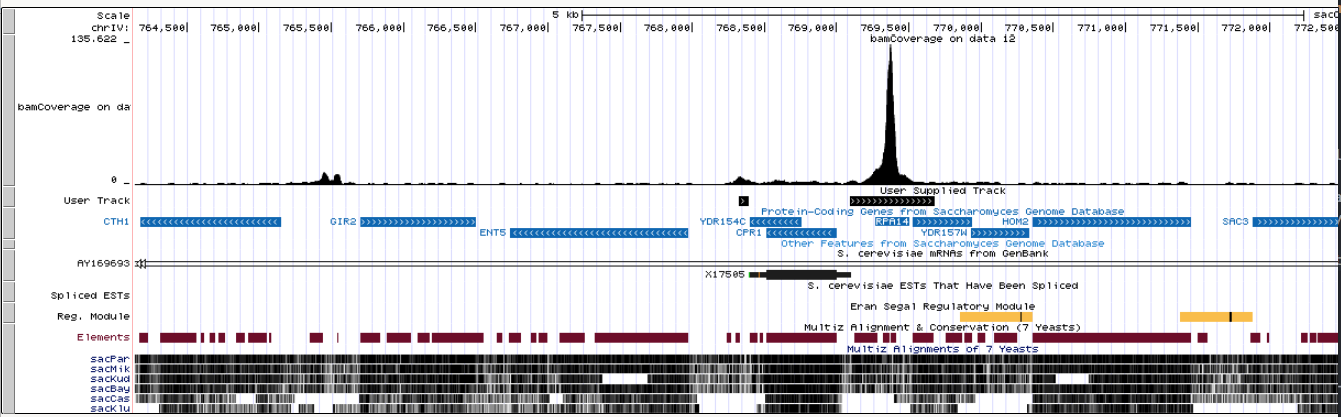 Scale 5 kb sacC
chrIV: 764,500 765,000 765,500 766,000 766,500 767,000 767,500 768,000 768,500 769,000 769,500 770,000 770,500 771,000 771,500 772,000 772,500
135.622 _ bamCoverage on data 12
bamCoverage on da
0 _
User Supplied Track
User Track
Protein-Coding Genes from Saccharomyces Genome Database
CTH1 GIR2 YDR154C RPA14 HOM2 SAC3
ENT5 CPR1 YDR157W
Other Features from Saccharomyces Genome Database
S. cerevisiae mRNAs from GenBank
AY169693
X17505
S. cerevisiae ESTs That Have Been Spliced
Spliced ESTs
Eran Segal Regulatory Module
Reg. Module
Multiz Alignment & Conservation (7 Yeasts)
Elements
Multiz Alignments of 7 Yeasts
sacPar
sacMik
sacKud
sacBay
sacCas
sacKlu